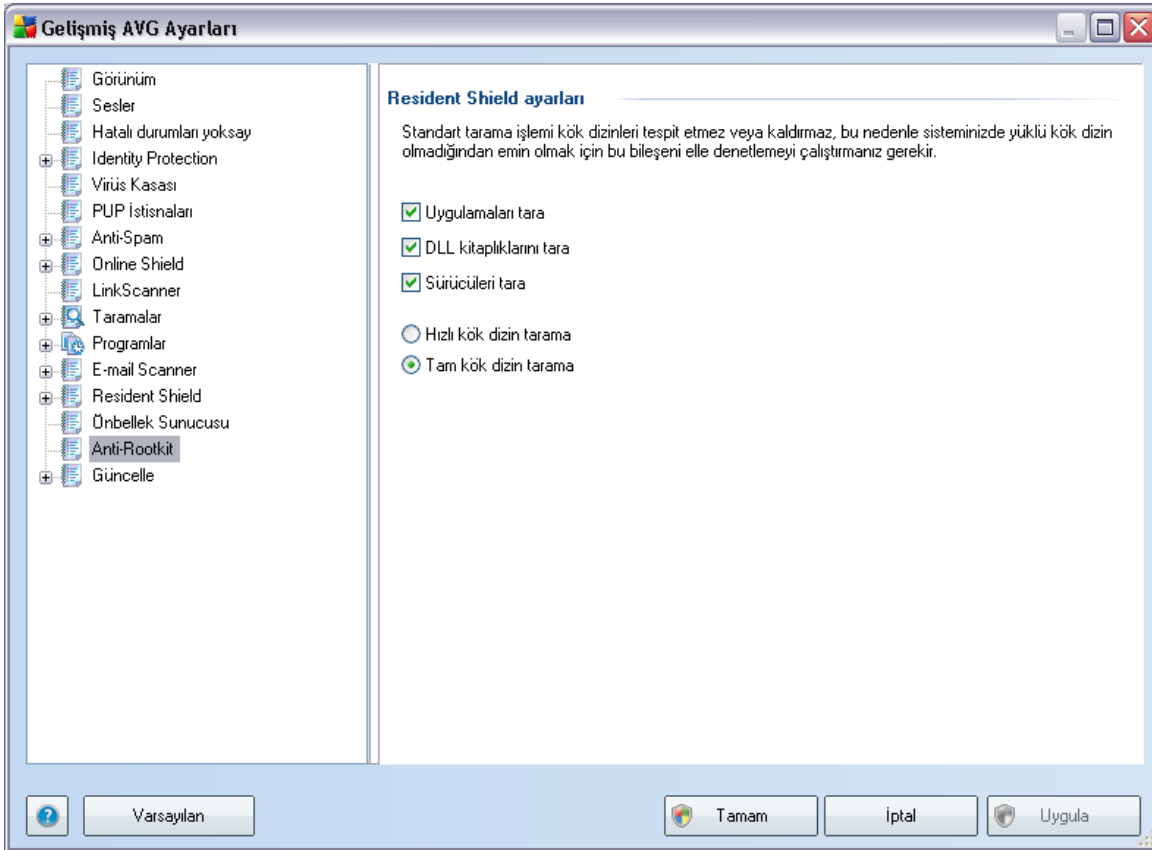 Gelişmiş AVG Ayarları
Görünüm
Sesler
Hatalı durumları yoksay
Identity Protection
Virüs Kasası
PUP İstisnaları
Anti-Spam
Online Shield
LinkScanner
Taramalar
Programlar
E-mail Scanner
Resident Shield
Önbellek Sunucusu
Anti-Rootkit
Güncelle
Resident Shield ayarları
Standart tarama işlemi kök dizinleri tespit etmez veya kaldırmaz, bu nedenle sisteminizde yüklü kök dizin
olmadığından emin olmak için bu bileşeni elle denetlemeyi çalıştırmanız gerekir.
Uygulamaları tara
DLL kitaplıklarını tara
Sürücüleri tara
Hızlı kök dizin tarama
Tam kök dizin tarama
Varsayılan
Tamam
İptal
Uygula